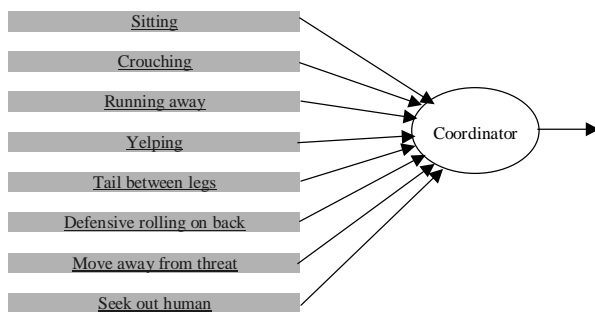 Sitting
Crouching
Running away
Yelping
Tail between legs
Defensive rolling on back
Move away from threat
Seek out human
Coordinator